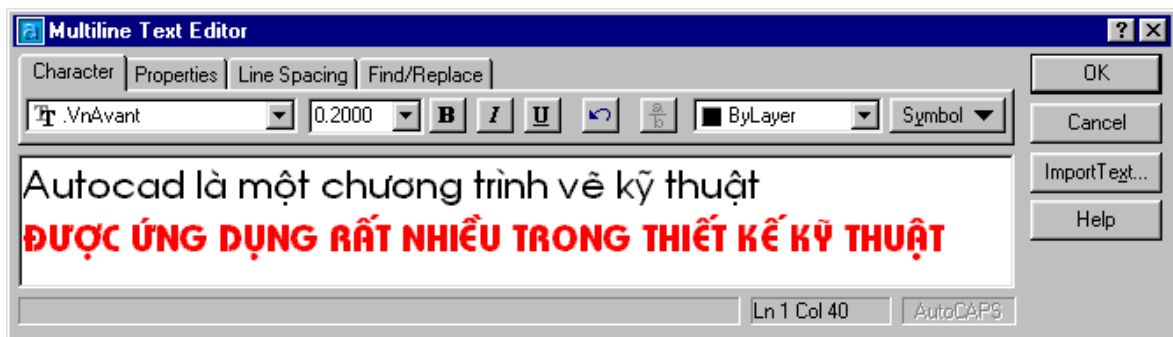 Multiline Text Editor
Character Properties Line Spacing Find/Replace
.VnAvant 0.2000 B I U a/b ByLayer Symbol
Autocad là một chương trình vẽ kỹ thuật
ĐƯỢC ỨNG DỤNG RẤT NHIỀU TRONG THIẾT KẾ KỸ THUẬT
Ln 1 Col 40 AutoCAPS
OK
Cancel
ImportText...
Help